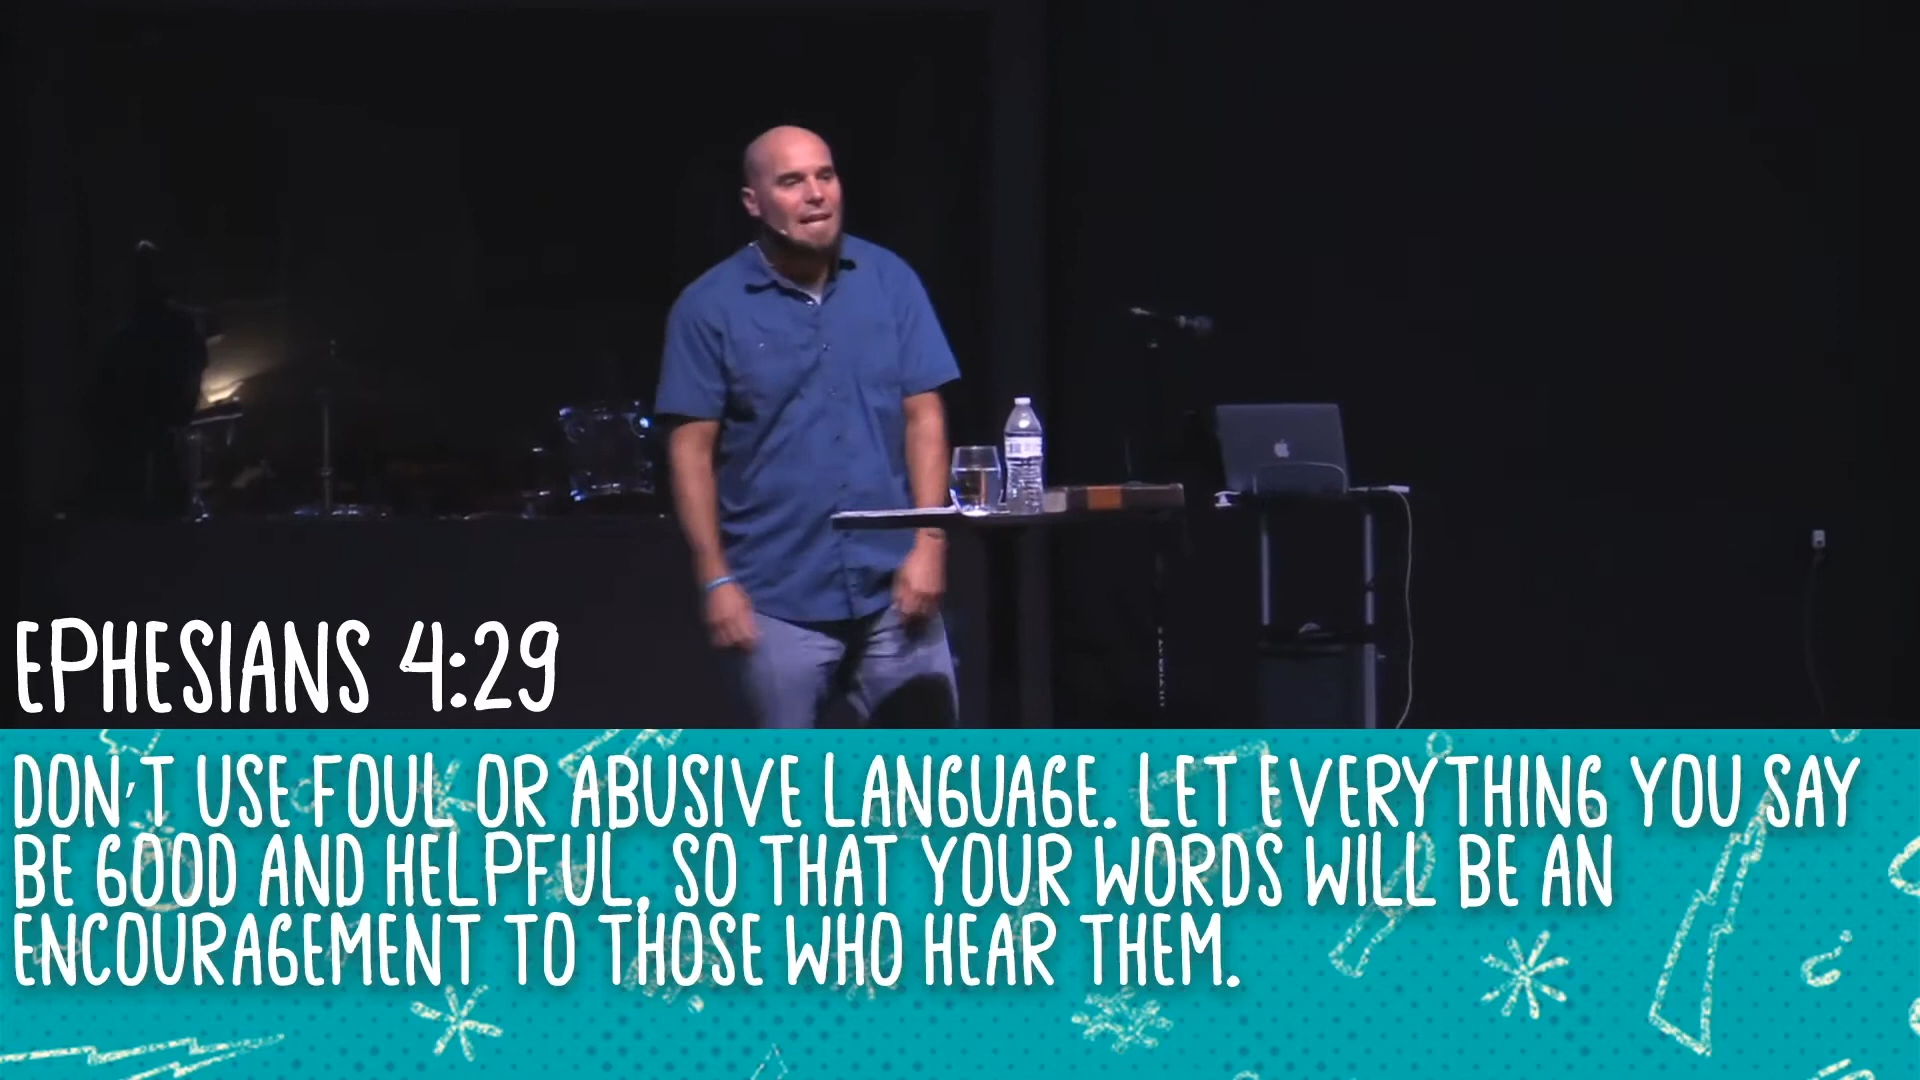 EPHESIANS 4:29
DON'T USE FOUL OR ABUSIVE LANGUAGE. LET EVERYTHING YOU SAY
BE GOOD AND HELPFUL, SO THAT YOUR WORDS WILL BE AN
ENCOURAGEMENT TO THOSE WHO HEAR THEM.